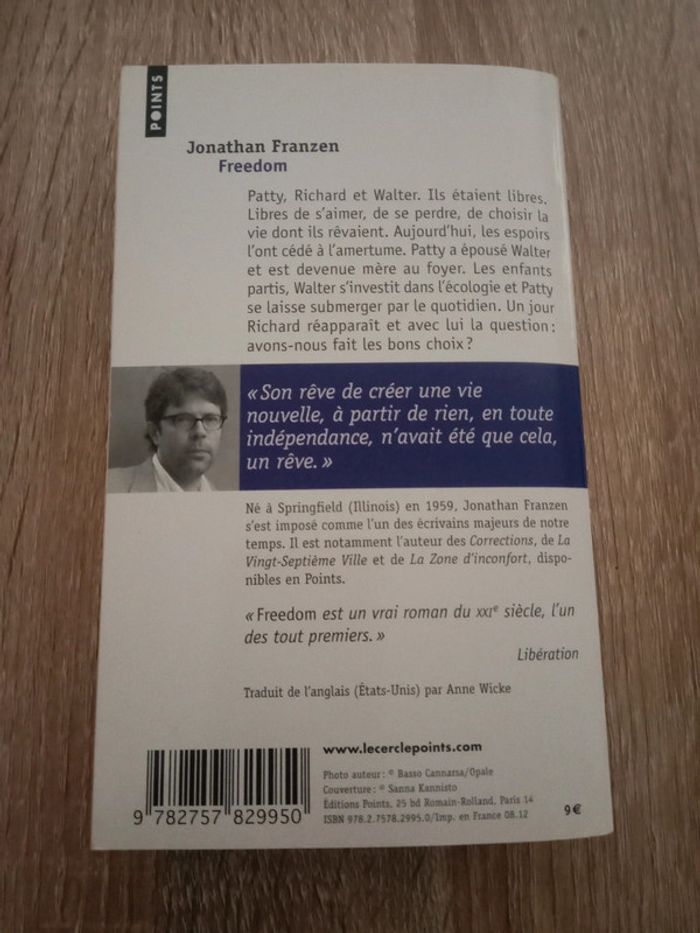 POINTS
Jonathan Franzen
Freedom
Patty, Richard et Walter. Ils étaient libres.
Libres de s'aimer, de se perdre, de choisir la
vie dont ils rêvaient. Aujourd'hui, les espoirs
l'ont cédé à l'amertume. Patty a épousé Walter
et est devenue mère au foyer. Les enfants
partis, Walter s'investit dans l'écologie et Patty
se laisse submerger par le quotidien. Un jour
Richard réapparaît et avec lui la question :
avons-nous fait les bons choix ?
« Son rêve de créer une vie
nouvelle, à partir de rien, en toute
indépendance, n'avait été que cela,
un rêve. »
Né à Springfield (Illinois) en 1959, Jonathan Franzen
s'est imposé comme l'un des écrivains majeurs de notre
temps. Il est notamment l'auteur des Corrections, de La
Vingt-Septième Ville et de La Zone d'inconfort, dispo-
nibles en Points.
« Freedom est un vrai roman du XXIe siècle, l'un
des tout premiers. »
Libération
Traduit de l'anglais (États-Unis) par Anne Wicke
www.lecerclepoints.com
Photo auteur : © Basso Cannarsa/Opale
Couverture : © Sanna Kannisto
Éditions Points, 25 bd Romain-Rolland, Paris 14
ISBN 978.2.7578.2995.0/Imp. en France 08.12
9 €
9 782757 829950